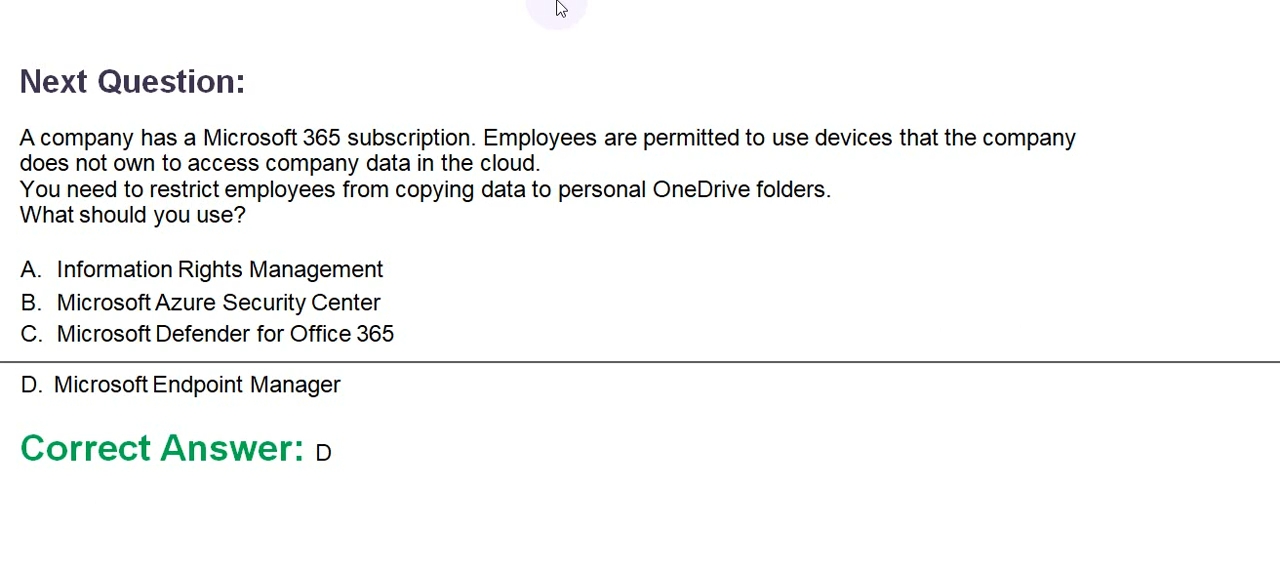 Next Question:
A company has a Microsoft 365 subscription. Employees are permitted to use devices that the company
does not own to access company data in the cloud.
You need to restrict employees from copying data to personal OneDrive folders.
What should you use?
A. Information Rights Management
B. Microsoft Azure Security Center
C. Microsoft Defender for Office 365
D. Microsoft Endpoint Manager
Correct Answer: D